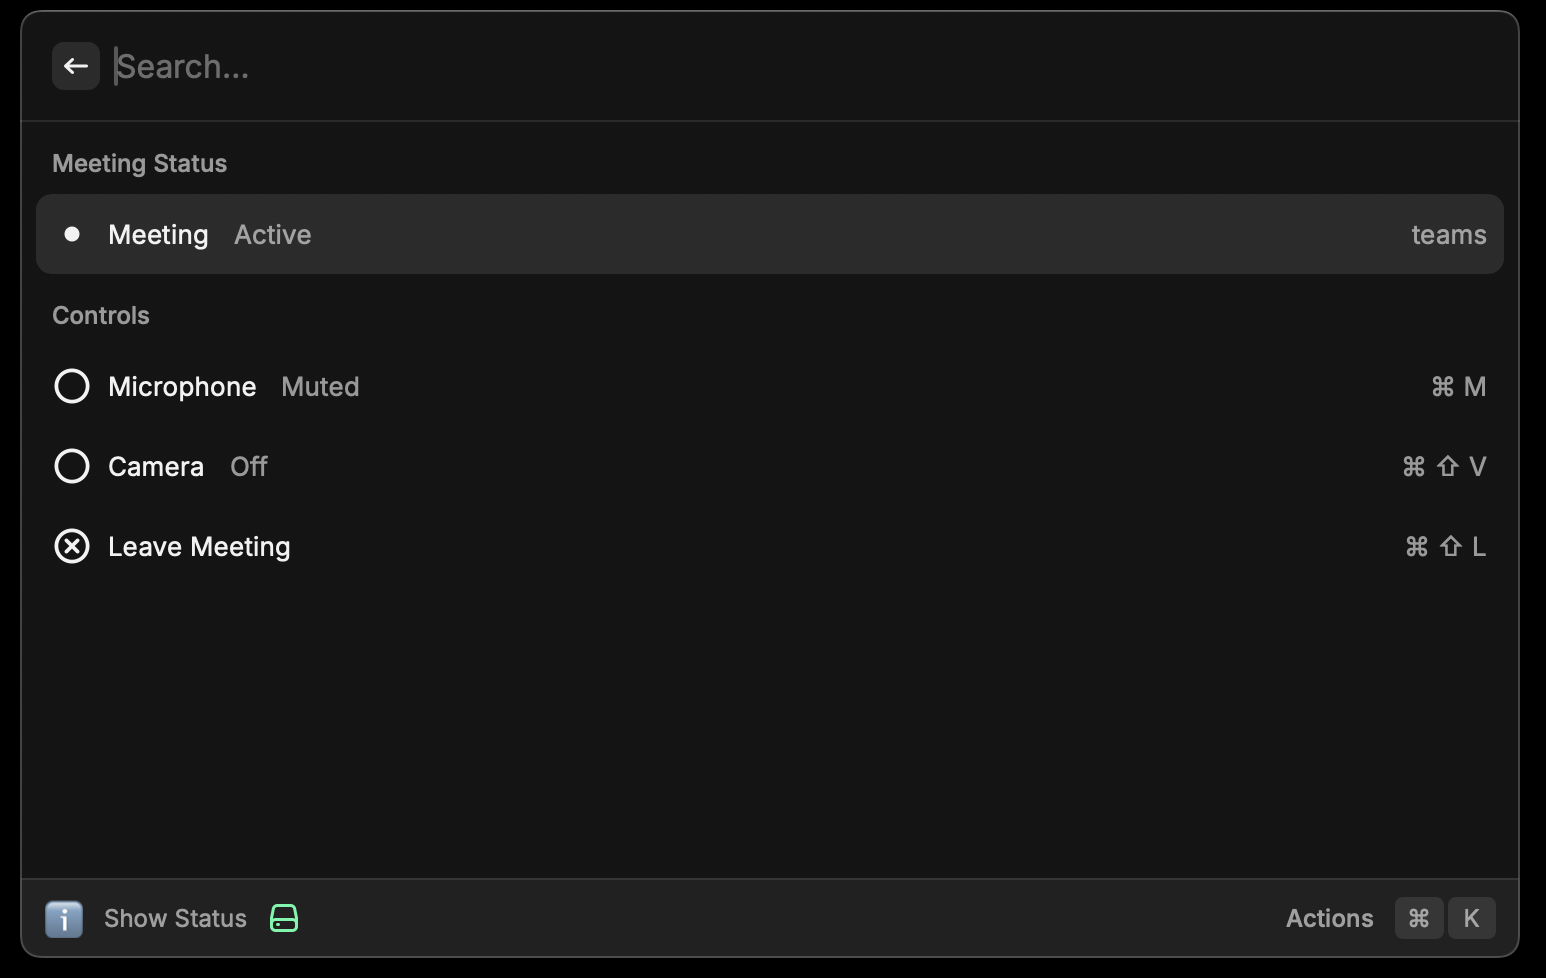 Search...
Meeting Status
Meeting Active teams
Controls
Microphone Muted ⌘ M
Camera Off ⌘ ⇧ V
Leave Meeting ⌘ ⇧ L
Show Status Actions ⌘ K